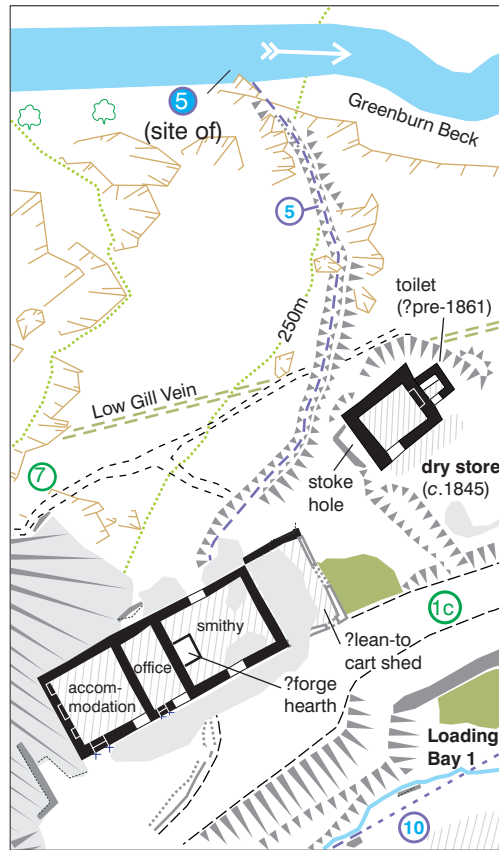 5
(site of)
Greenburn Beck
5
toilet
(?pre-1861)
250m
Low Gill Vein
7
stoke
hole
dry store
(c.1845)
1c
smithy
office
accom-
modation
?lean-to
cart shed
?forge
hearth
Loading
Bay 1
10